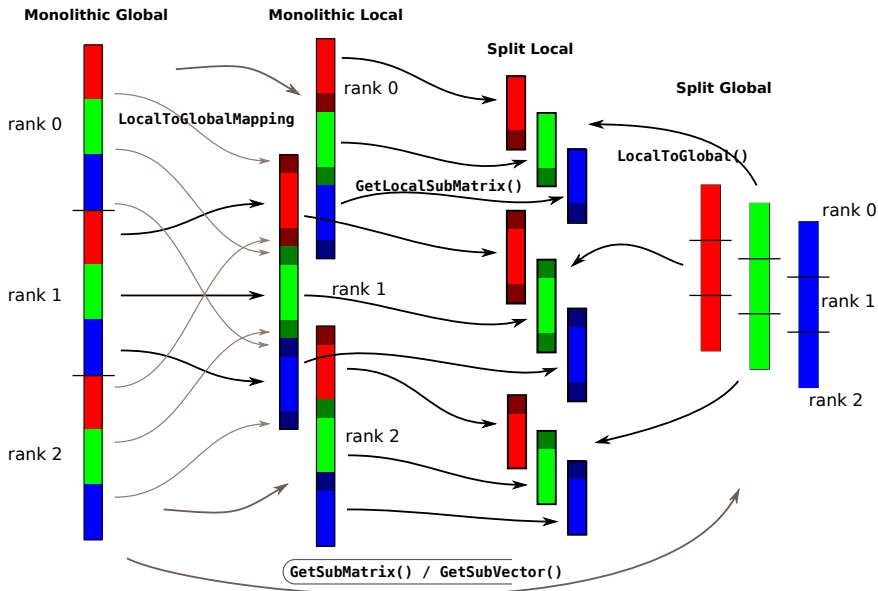 Monolithic Global
Monolithic Local
Split Local
Split Global
rank 0
LocalToGlobalMapping
rank 0
LocalToGlobal()
GetLocalSubMatrix()
rank 0
rank 1
rank 1
rank 1
rank 2
rank 2
rank 2
GetSubMatrix() / GetSubVector()